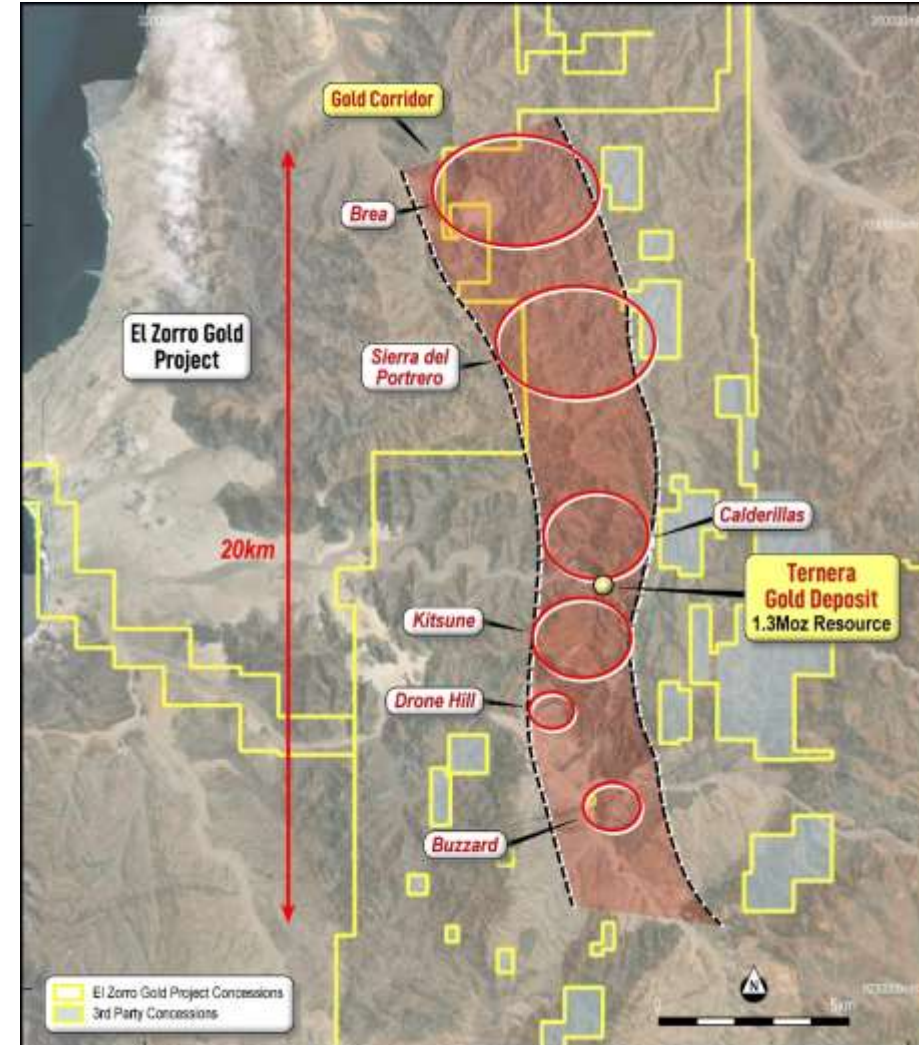 Gold Corridor
Brea
El Zorro Gold
Project
Sierra del
Portrero
Calderillas
20km
Ternera
Gold Deposit
1.3Moz Resource
Kitsune
Drone Hill
Buzzard
El Zorro Gold Project Concessions
3rd Party Concessions
N
0
5km